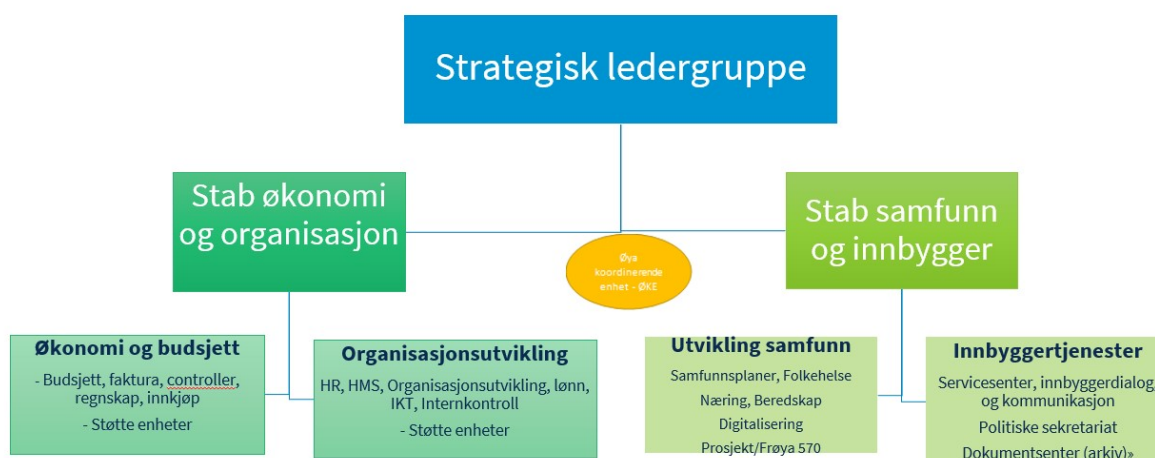 Strategisk ledergruppe
Stab økonomi
og organisasjon
Stab samfunn
og innbygger
Øya
koordinerende
enhet - ØKE
Økonomi og budsjett
- Budsjett, faktura, controller,
regnskap, innkjøp
- Støtte enheter
Organisasjonsutvikling
HR, HMS, Organisasjonsutvikling, lønn,
IKT, Internkontroll
- Støtte enheter
Utvikling samfunn
Samfunnsplaner, Folkehelse
Næring, Beredskap
Digitalisering
Prosjekt/Frøya 570
Innbyggertjenester
Servicesenter, innbyggerdialog,
og kommunikasjon
Politiske sekretariat
Dokumentsenter (arkiv)»